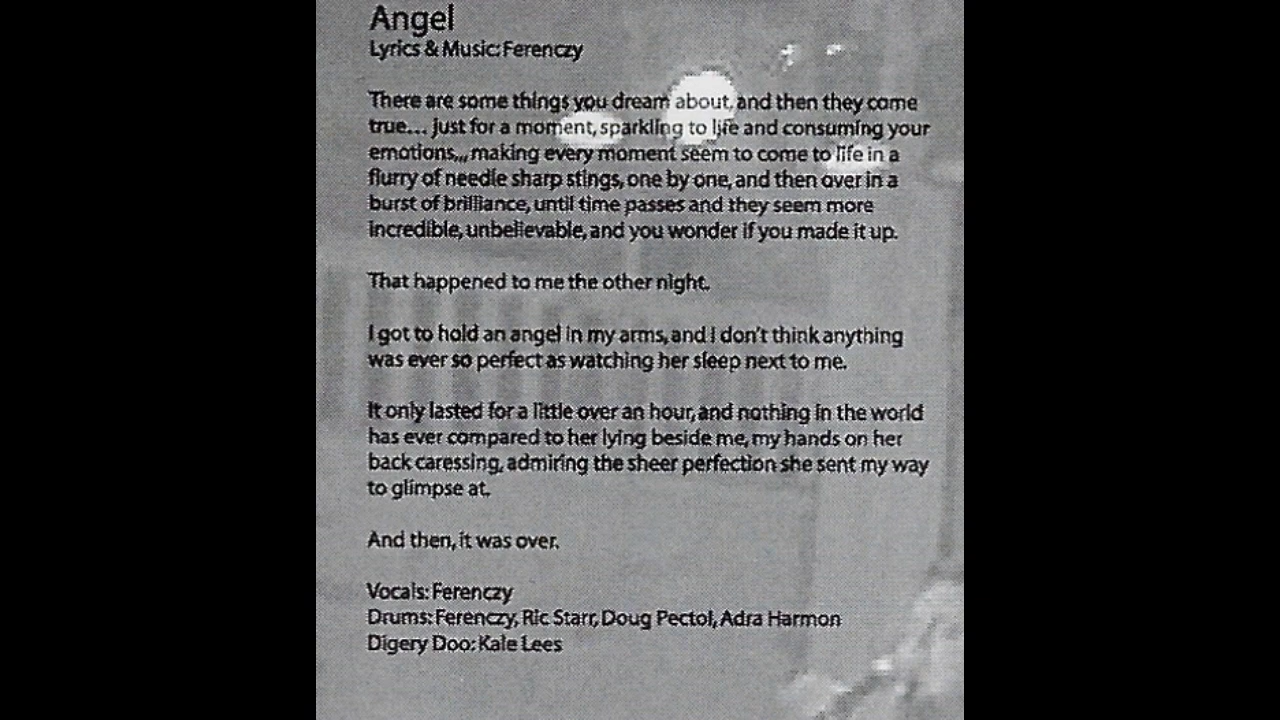 Angel
Lyrics & Music: Ferenczy
There are some things you dream about, and then they come
true... just for a moment, sparkling to life and consuming your
emotions,,, making every moment seem to come to life in a
flurry of needle sharp stings, one by one, and then over in a
burst of brilliance, until time passes and they seem more
incredible, unbelievable, and you wonder if you made it up.
That happened to me the other night.
I got to hold an angel in my arms, and I don't think anything
was ever so perfect as watching her sleep next to me.
It only lasted for a little over an hour, and nothing in the world
has ever compared to her lying beside me, my hands on her
back caressing, admiring the sheer perfection she sent my way
to glimpse at.
And then, it was over.
Vocals: Ferenczy
Drums: Ferenczy, Ric Starr, Doug Pectol, Adra Harmon
Digery Doo: Kale Lees